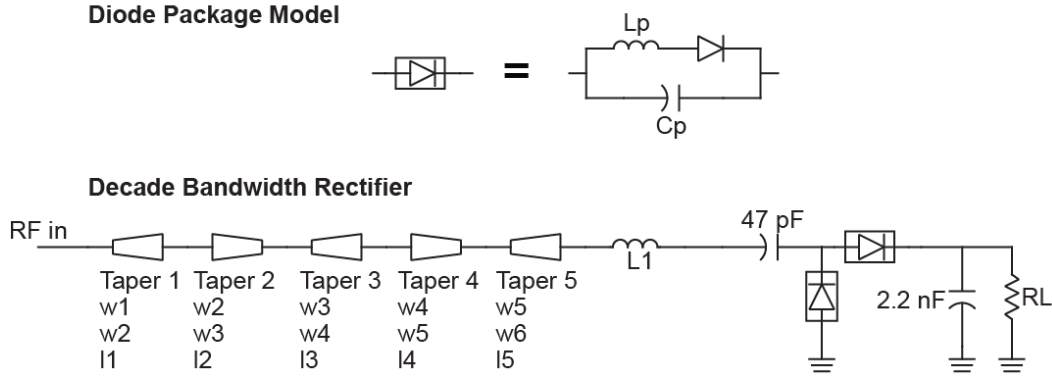 Diode Package Model
Lp
=
Cp
Decade Bandwidth Rectifier
RF in
47 pF
L1
Taper 1 Taper 2 Taper 3 Taper 4 Taper 5
w1 w2 w3 w4 w5
w2 w3 w4 w5 w6
l1 l2 l3 l4 l5
2.2 nF
RL